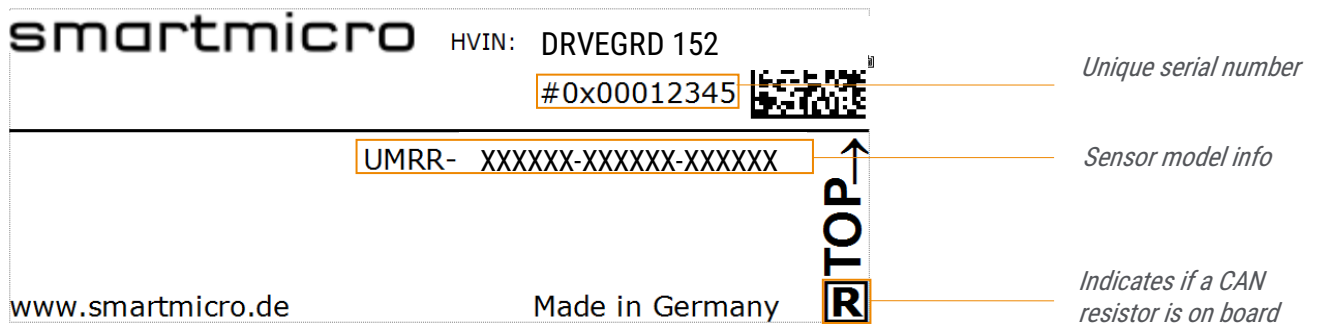 smartmicro HVIN: DRVEGRD 152
#0x00012345
Unique serial number
UMRR- XXXXXX-XXXXXX-XXXXXX
Sensor model info
TOP→
www.smartmicro.de Made in Germany R
Indicates if a CAN
resistor is on board